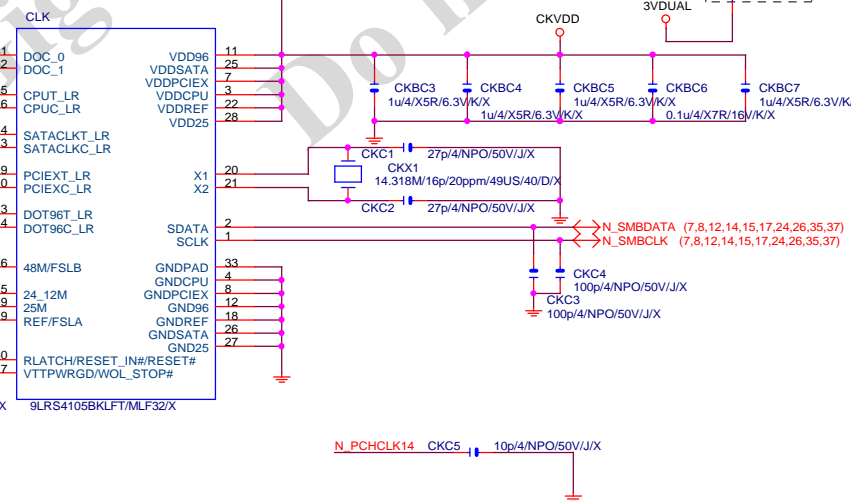 CLK
CKVDD
3VDUAL
DOC_0
DOC_1
CPUT_LR
CPUC_LR
SATACLKT_LR
SATACLKC_LR
PCIEXT_LR
PCIEXC_LR
DOT96T_LR
DOT96C_LR
48M/FSLB
24_12M
25M
REF/FSLA
RLATCH/RESET_IN#/RESET#
VTTPWRGD/WOL_STOP#
VDD96 11
VDDSATA 25
VDDPCIEX 7
VDDCPU 3
VDDREF 22
VDD25 28
X1 20
X2 21
SDATA 2
SCLK 1
GNDPAD 33
GNDCPU 4
GNDPCIEX 8
GND96 12
GNDREF 18
GNDSATA 26
GND25 27
9LRS4105BKLFT/MLF32/X
CKBC3
1u/4/X5R/6.3V/K/X
CKBC4
1u/4/X5R/6.3V/K/X
CKBC5
1u/4/X5R/6.3V/K/X
CKBC6
0.1u/4/X7R/16V/K/X
CKBC7
1u/4/X5R/6.3V/K
CKC1 27p/4/NPO/50V/J/X
CKX1
14.318M/16p/20ppm/49US/40/D/X
CKC2 27p/4/NPO/50V/J/X
N_SMBDATA (7,8,12,14,15,17,24,26,35,37)
N_SMBCLK (7,8,12,14,15,17,24,26,35,37)
CKC4
100p/4/NPO/50V/J/X
CKC3
100p/4/NPO/50V/J/X
N_PCHCLK14 CKC5 10p/4/NPO/50V/J/X
Do